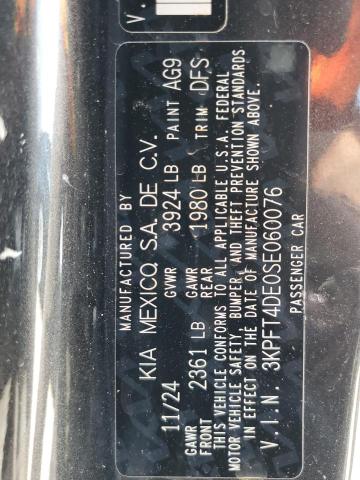 MANUFACTURED BY
KIA MEXICO, S.A. DE C.V.
11/24 GVWR 3924 LB PAINT AG9
GAWR FRONT 2361 LB GAWR REAR 1980 LB TRIM DFS
THIS VEHICLE CONFORMS TO ALL APPLICABLE U.S.A. FEDERAL
MOTOR VEHICLE SAFETY, BUMPER, AND THEFT PREVENTION STANDARDS
IN EFFECT ON THE DATE OF MANUFACTURE SHOWN ABOVE.
V.I.N. 3KPFT4DE0SE060076
PASSENGER CAR
V.